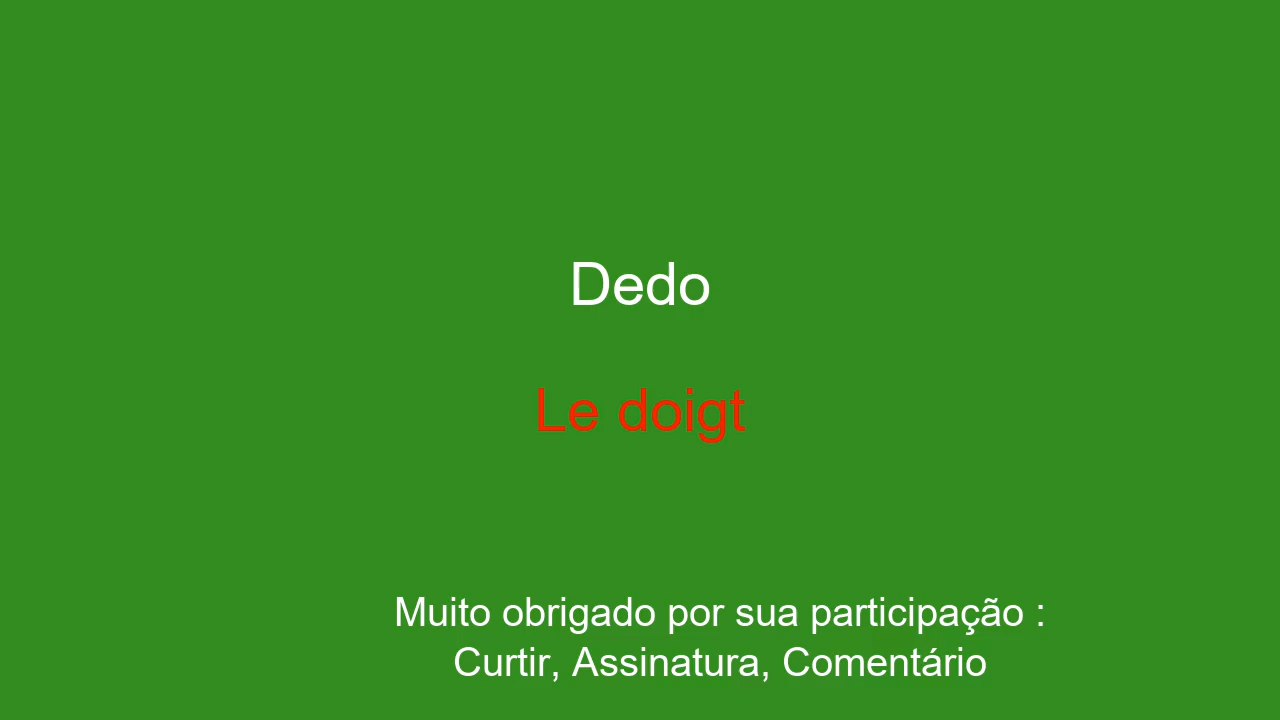 Dedo
Le doigt
Muito obrigado por sua participação :
Curtir, Assinatura, Comentário